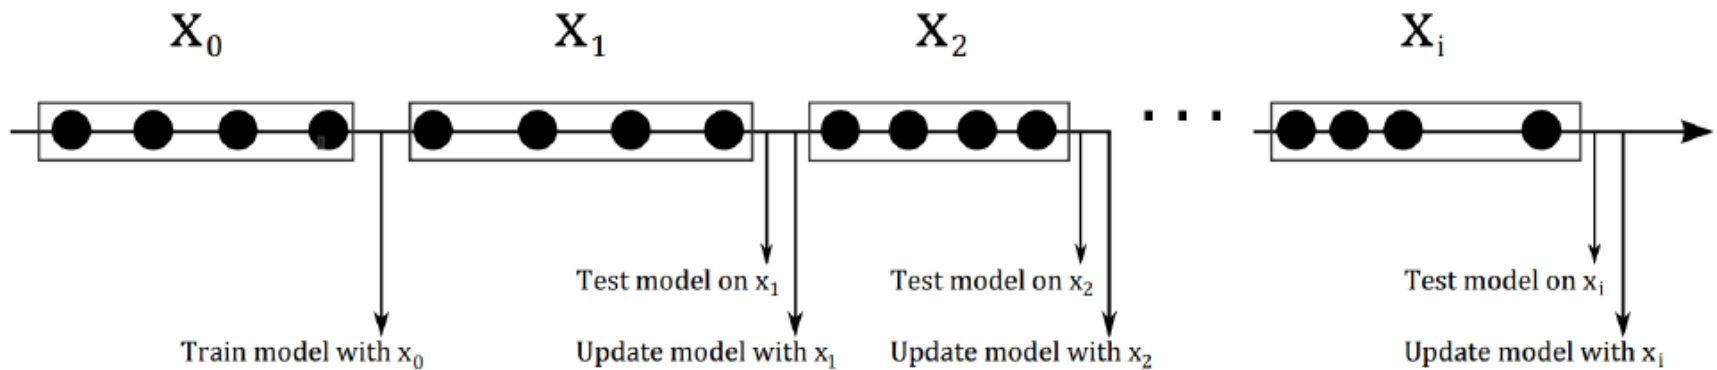 X₀ X₁ X₂ Xᵢ
. . .
Test model on x₁ Test model on x₂ Test model on xᵢ
Train model with x₀ Update model with x₁ Update model with x₂ Update model with xᵢ